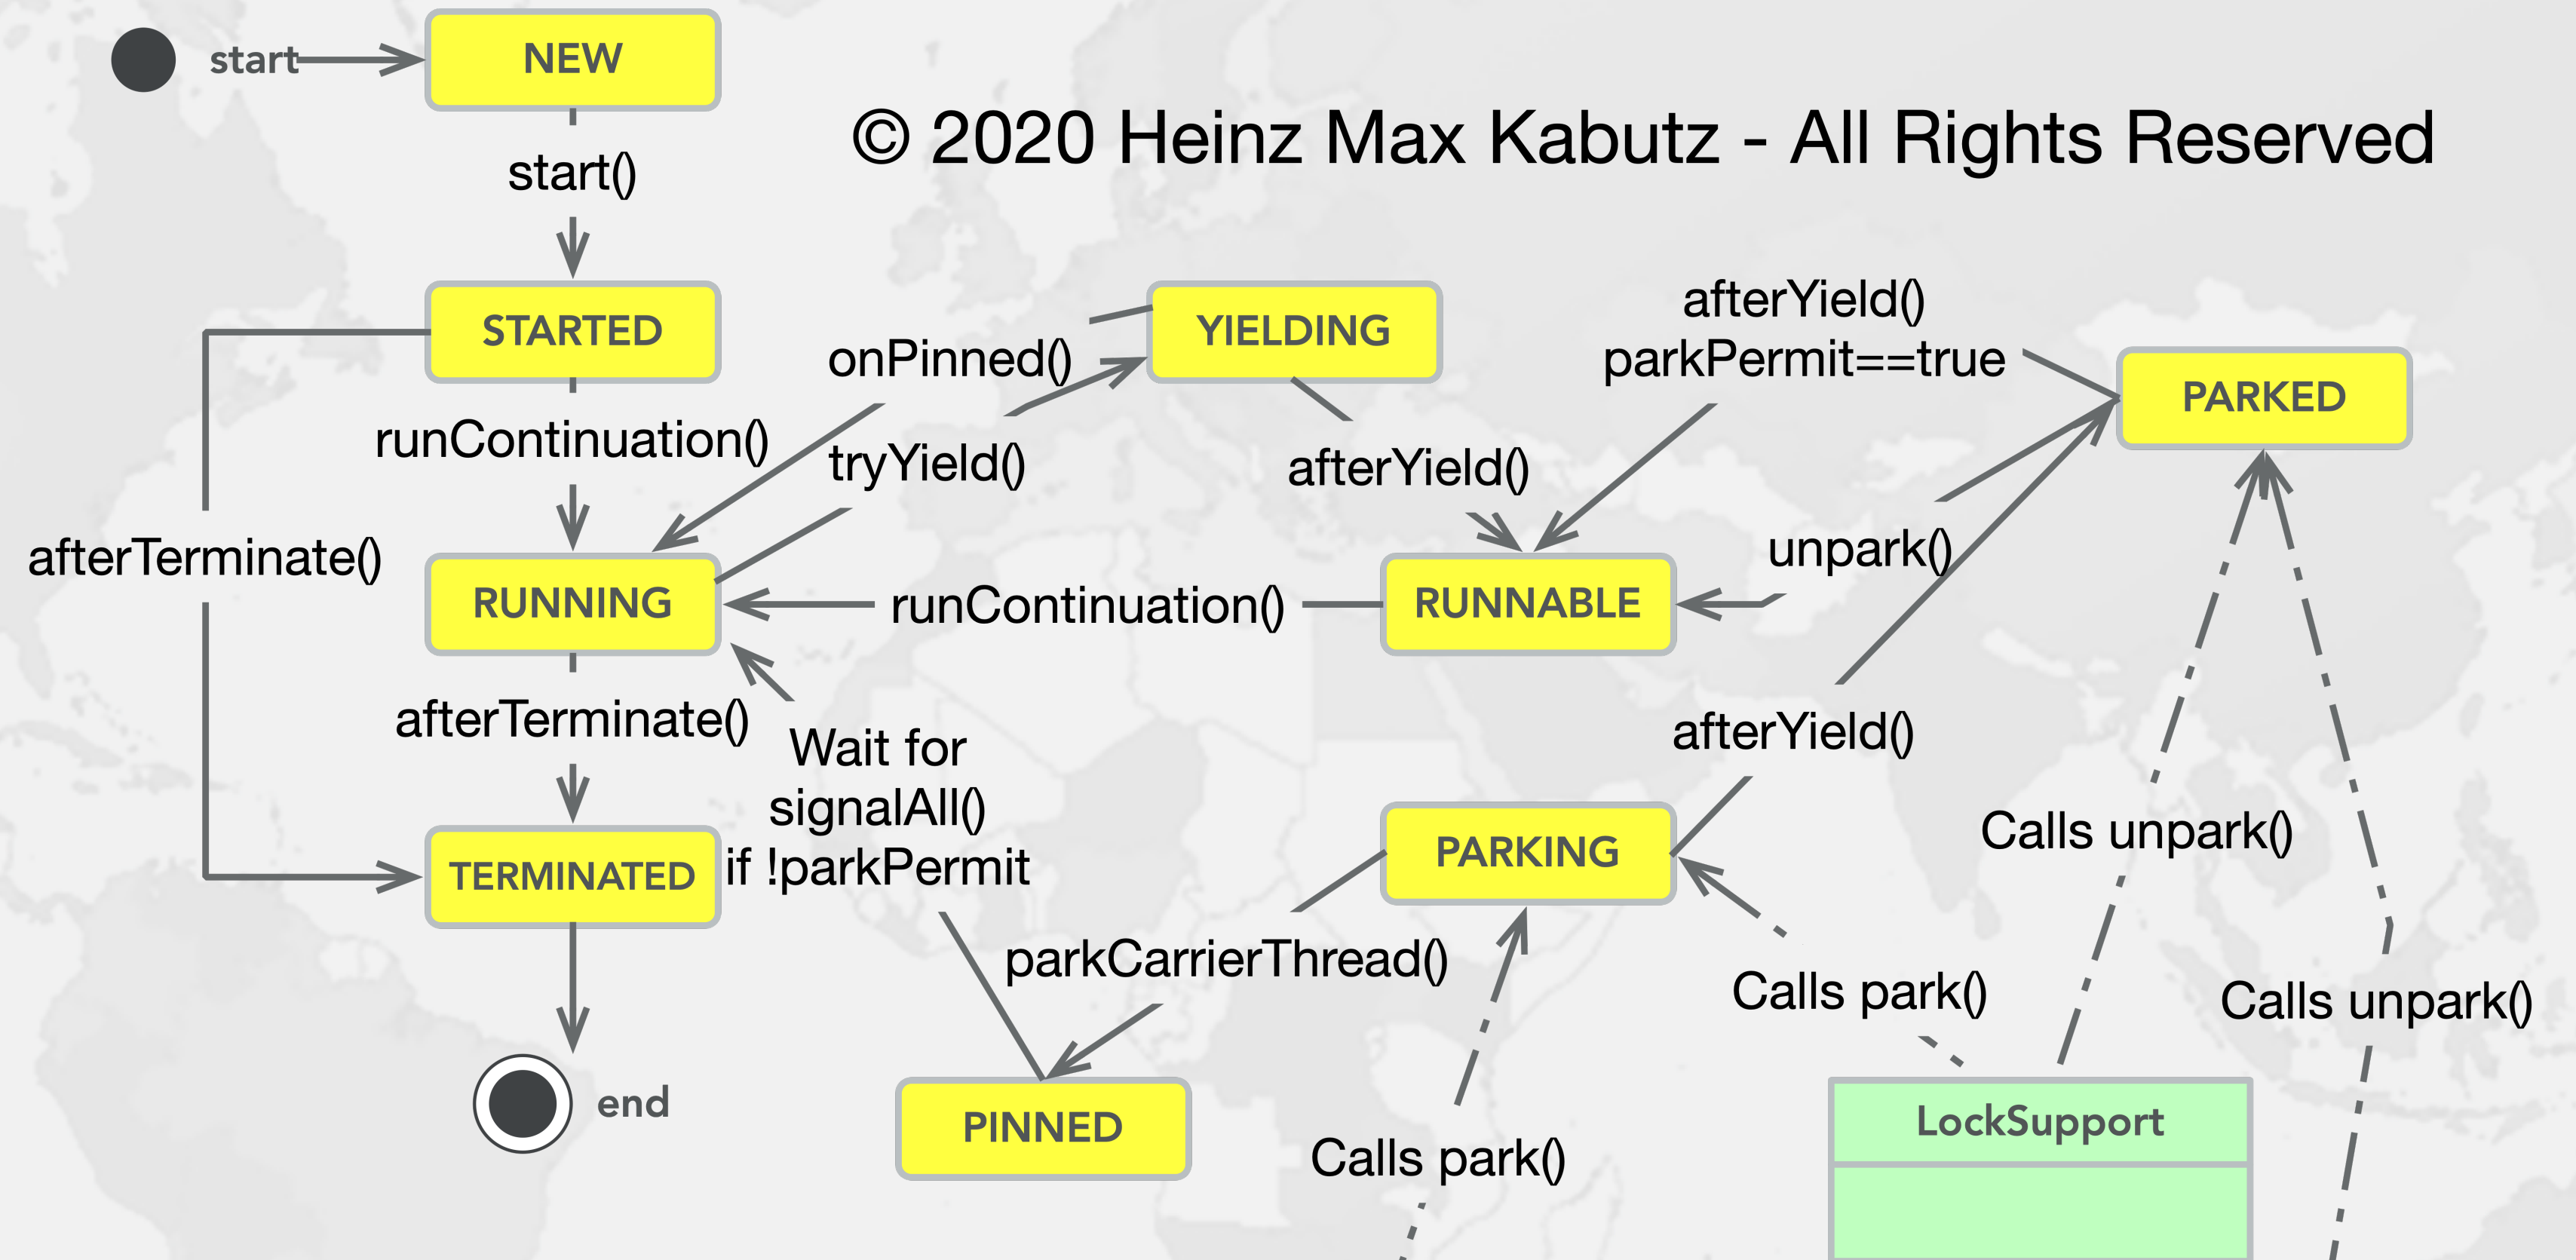 start
NEW
© 2020 Heinz Max Kabutz - All Rights Reserved
start()
STARTED
YIELDING
afterYield()
parkPermit==true
PARKED
onPinned()
runContinuation()
tryYield()
afterYield()
afterTerminate()
unpark()
RUNNING
runContinuation()
RUNNABLE
afterTerminate()
Wait for
signalAll()
if !parkPermit
afterYield()
Calls unpark()
TERMINATED
PARKING
parkCarrierThread()
Calls park()
Calls unpark()
end
PINNED
Calls park()
LockSupport